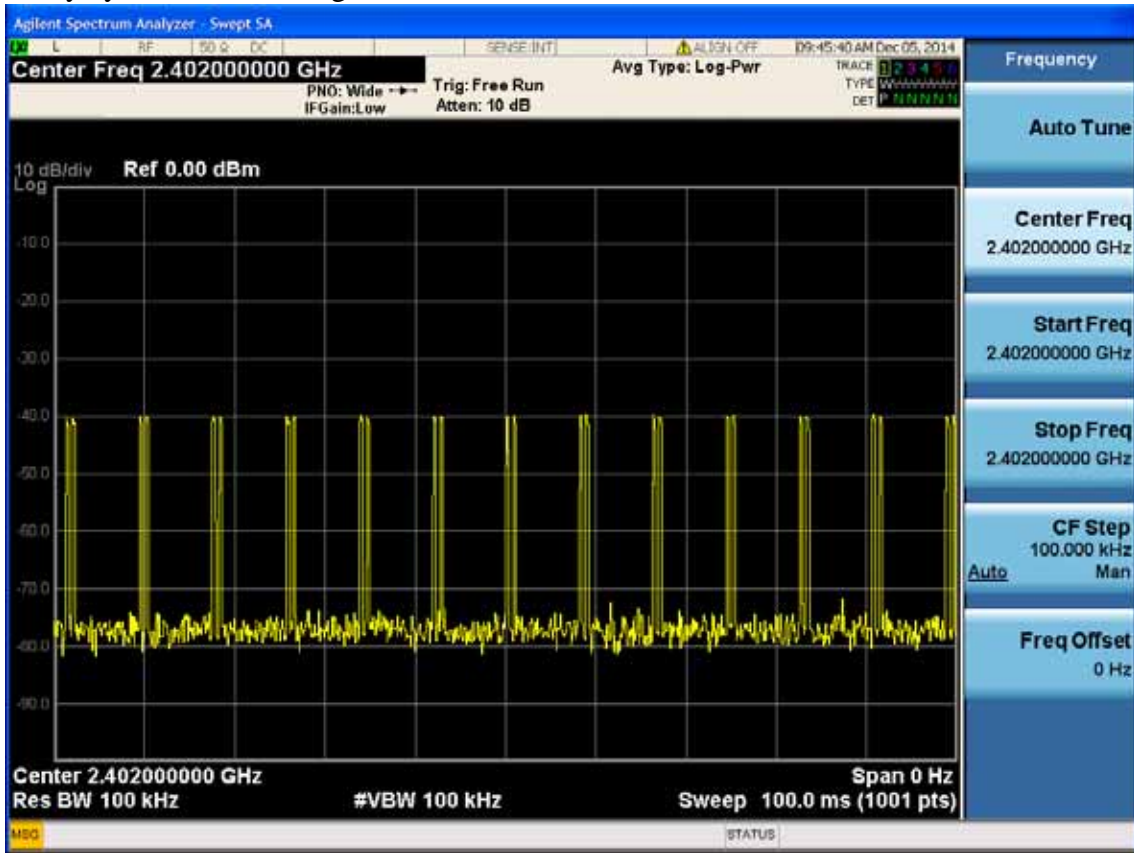 Agilent Spectrum Analyzer - Swept SA
L RF 50 Ω DC SENSE:INT ALIGN OFF 09:45:40 AM Dec 05, 2014
Center Freq 2.402000000 GHz
PNO: Wide
IFGain:Low
Trig: Free Run
Atten: 10 dB
Avg Type: Log-Pwr
TRACE 1 2 3 4 5 6
TYPE
DET P N N N N N
10 dB/div Ref 0.00 dBm
Log
-10.0
-20.0
-30.0
-40.0
-50.0
-60.0
-70.0
-80.0
-90.0
Center 2.402000000 GHz Span 0 Hz
Res BW 100 kHz #VBW 100 kHz Sweep 100.0 ms (1001 pts)
MSG STATUS
Frequency
Auto Tune
Center Freq
2.402000000 GHz
Start Freq
2.402000000 GHz
Stop Freq
2.402000000 GHz
CF Step
100.000 kHz
Auto Man
Freq Offset
0 Hz